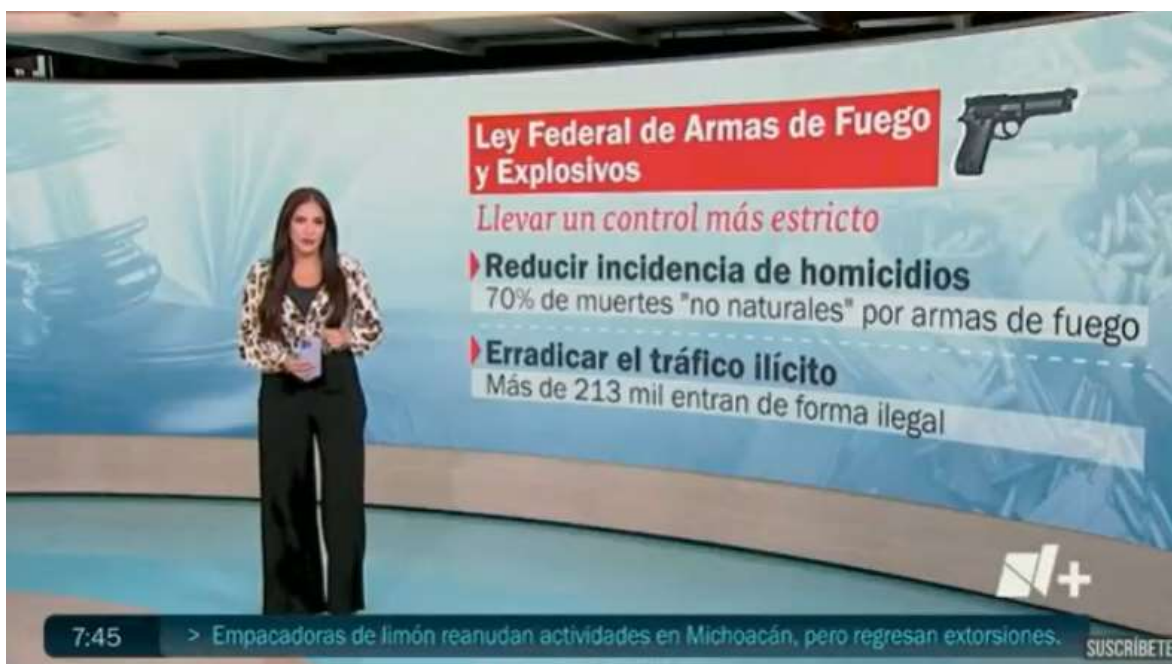 Ley Federal de Armas de Fuego
y Explosivos
Llevar un control más estricto
Reducir incidencia de homicidios
70% de muertes "no naturales" por armas de fuego
Erradicar el tráfico ilícito
Más de 213 mil entran de forma ilegal
N+
7:45
> Empacadoras de limón reanudan actividades en Michoacán, pero regresan extorsiones.
SUSCRÍBETE